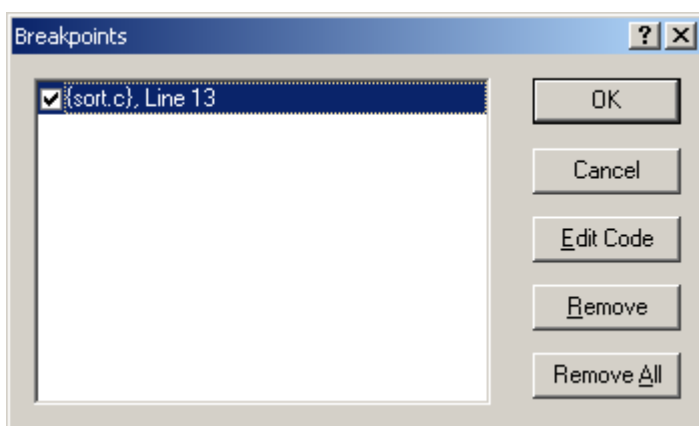 Breakpoints
{sort.c}, Line 13
OK
Cancel
Edit Code
Remove
Remove All